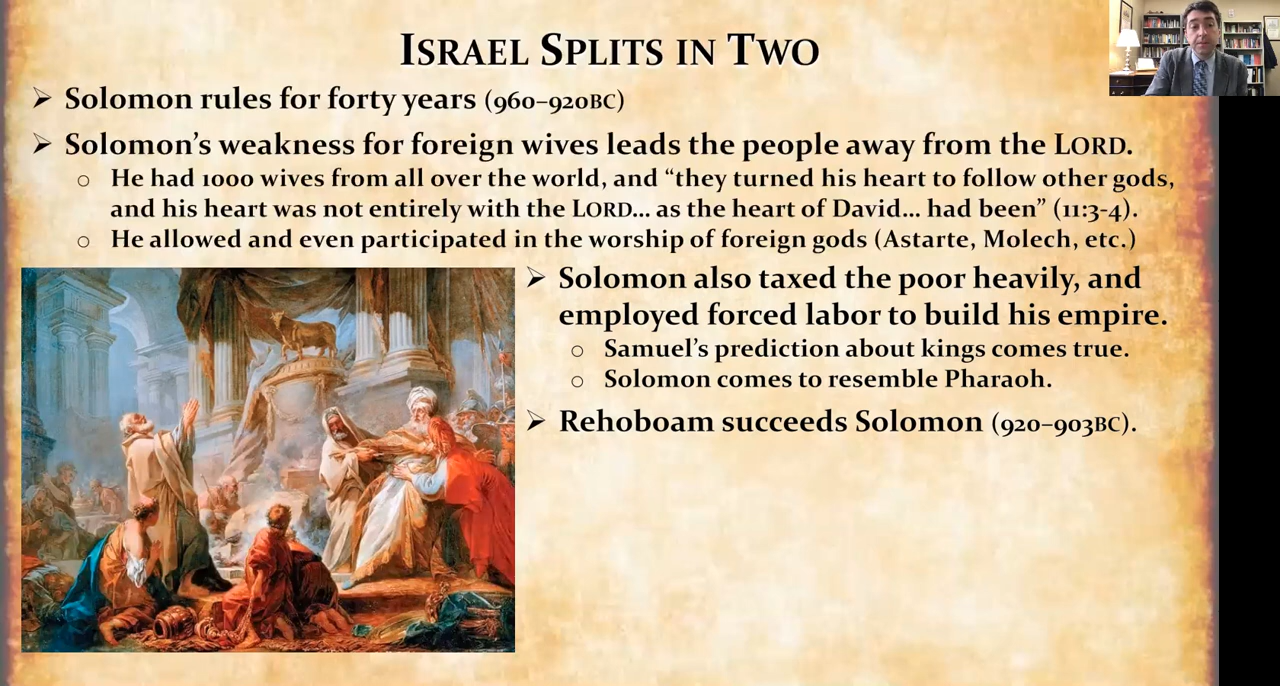 Israel Splits in Two
➢ Solomon rules for forty years (960–920BC)
➢ Solomon’s weakness for foreign wives leads the people away from the LORD.
○ He had 1000 wives from all over the world, and “they turned his heart to follow other gods,
and his heart was not entirely with the LORD… as the heart of David… had been” (11:3-4).
○ He allowed and even participated in the worship of foreign gods (Astarte, Molech, etc.)
➢ Solomon also taxed the poor heavily, and
employed forced labor to build his empire.
○ Samuel’s prediction about kings comes true.
○ Solomon comes to resemble Pharaoh.
➢ Rehoboam succeeds Solomon (920–903BC).